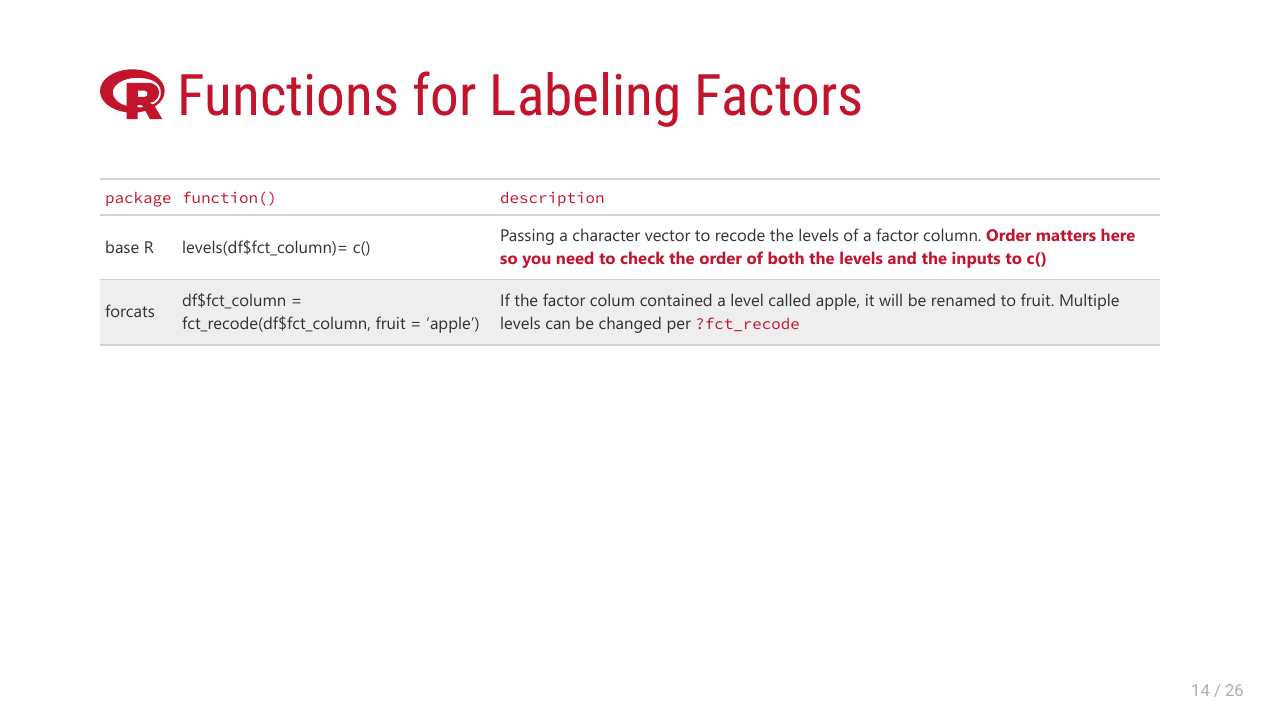 R Functions for Labeling Factors
package function() description
base R levels(df$fct_column)= c() Passing a character vector to recode the levels of a factor column. Order matters here
so you need to check the order of both the levels and the inputs to c()
forcats df$fct_column =
fct_recode(df$fct_column, fruit = ‘apple’) If the factor colum contained a level called apple, it will be renamed to fruit. Multiple
levels can be changed per ?fct_recode
14 / 26